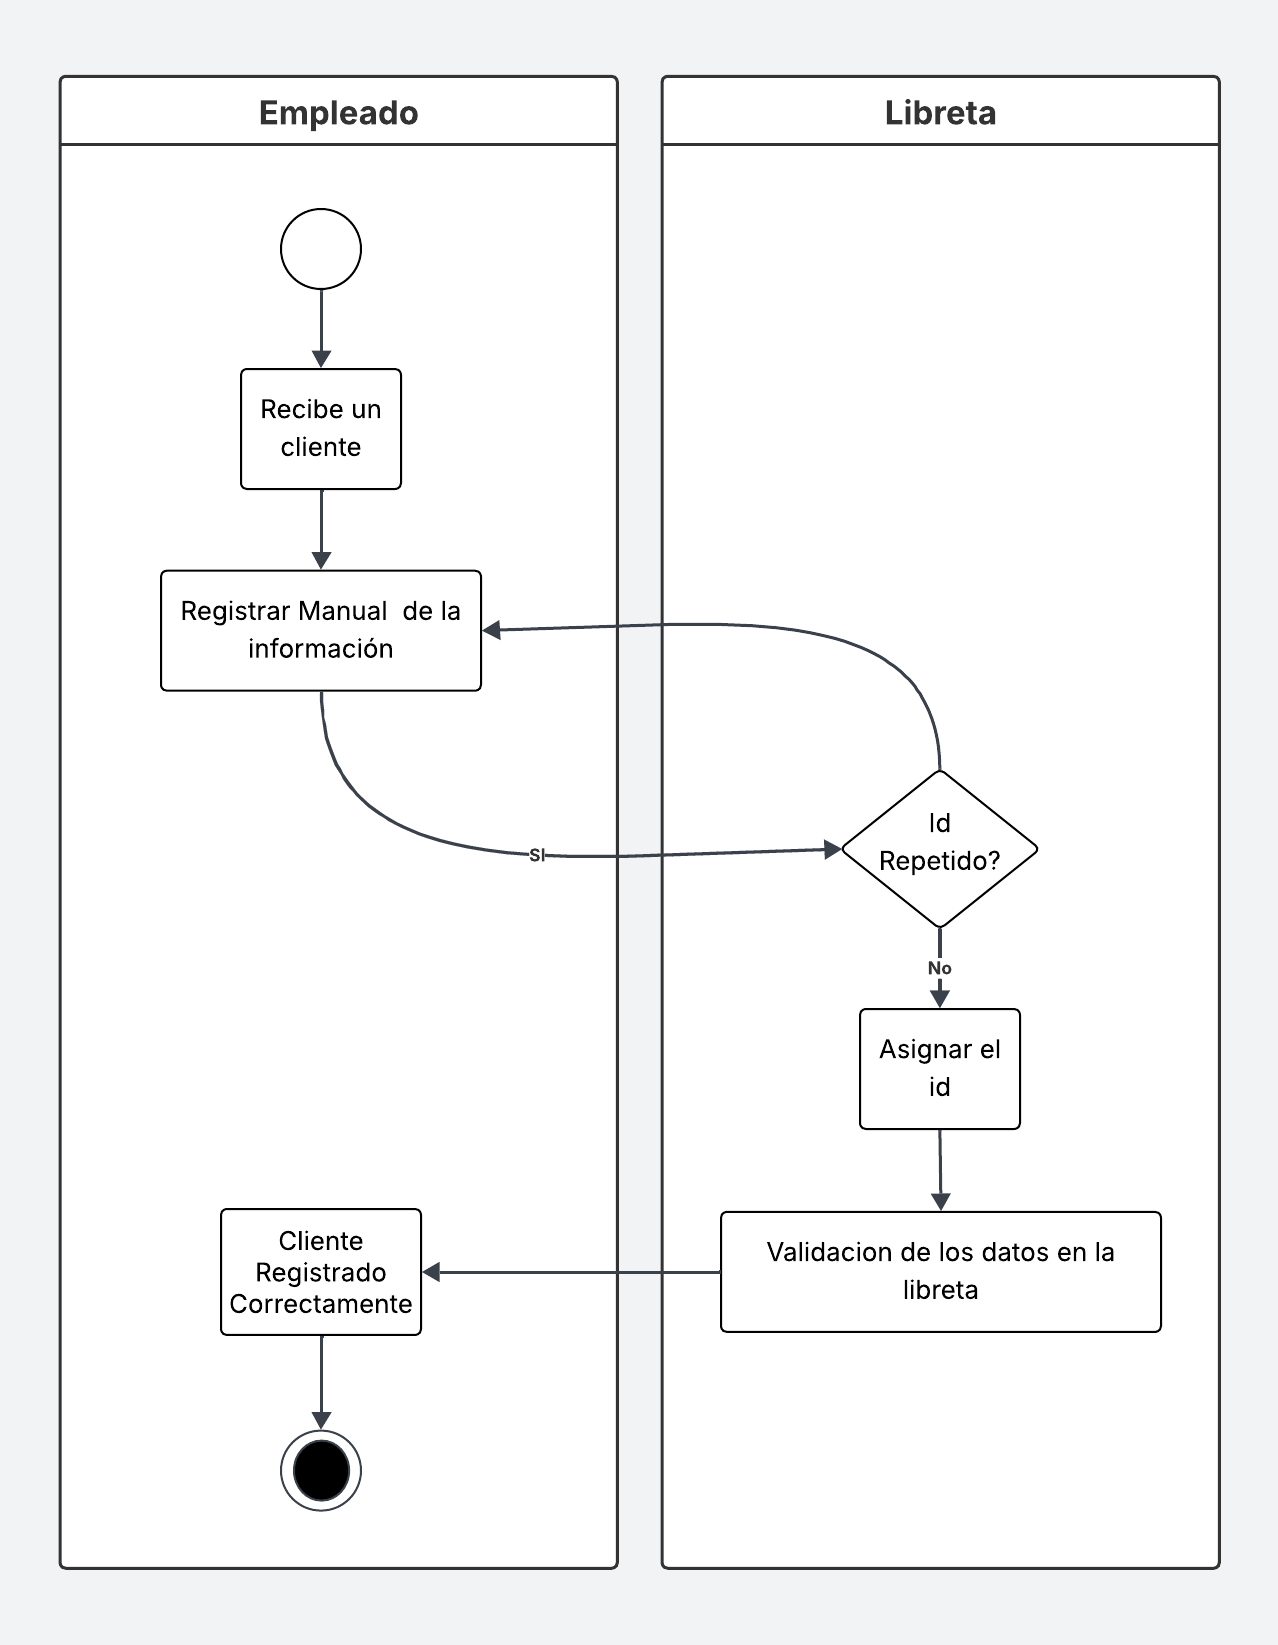 Empleado
Libreta
Recibe un
cliente
Registrar Manual  de la
información
SI
Id
Repetido?
No
Asignar el
id
Validacion de los datos en la
libreta
Cliente
Registrado
Correctamente